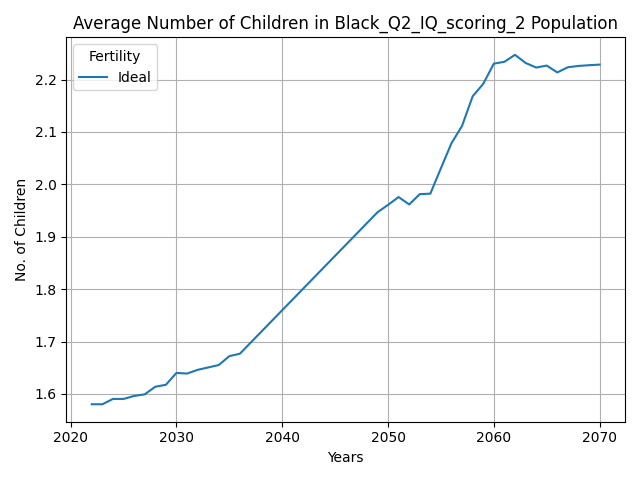 Average Number of Children in Black_Q2_IQ_scoring_2 Population
Fertility
Ideal
No. of Children
2.2
2.1
2.0
1.9
1.8
1.7
1.6
2020 2030 2040 2050 2060 2070
Years